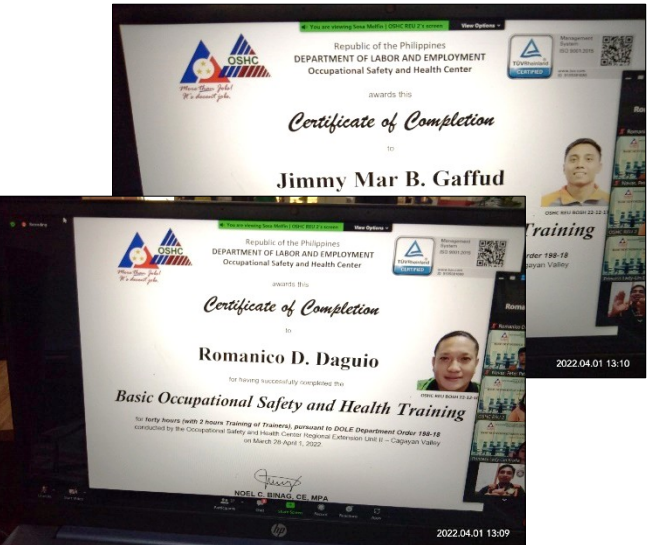 You are viewing Sosa Melfix | OSHC REU 2's screen
View Options
Republic of the Philippines
DEPARTMENT OF LABOR AND EMPLOYMENT
Occupational Safety and Health Center
OSHC
More Than Jobs!
It's decent jobs.
TÜVRheinland
CERTIFIED
Management
System
ISO 9001:2015
awards this
Certificate of Completion
to
Jimmy Mar B. Gaffud
Training
rder 198-18
gayan Valley
2022.04.01 13:10
Recording
You are viewing Sosa Melfix | OSHC REU 2's screen
View Options
Republic of the Philippines
DEPARTMENT OF LABOR AND EMPLOYMENT
Occupational Safety and Health Center
OSHC
More Than Jobs!
It's decent jobs.
TÜVRheinland
CERTIFIED
Management
System
ISO 9001:2015
awards this
Certificate of Completion
to
Romanico D. Daguio
for having successfully completed the
Basic Occupational Safety and Health Training
for forty hours (with 2 hours Training of Trainers), pursuant to DOLE Department Order 198-18
conducted by the Occupational Safety and Health Center Regional Extension Unit II – Cagayan Valley
on March 28-April 1, 2022
NOEL C. BINAG, CE, MPA
hp
2022.04.01 13:09